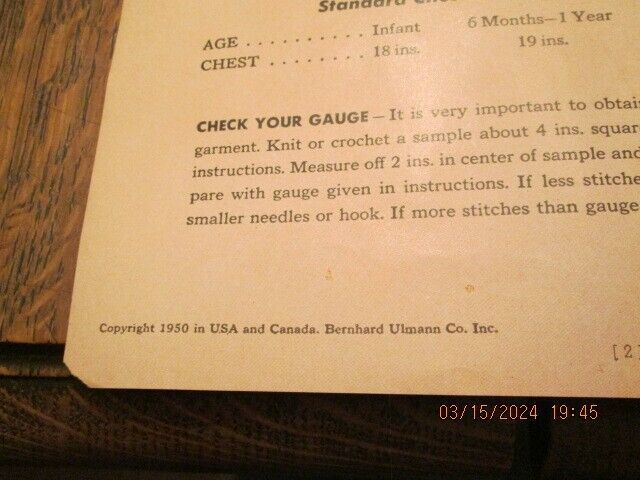 Standard
AGE .......... Infant 6 Months—1 Year
CHEST ......... 18 ins. 19 ins.
CHECK YOUR GAUGE — It is very important to obtai
garment. Knit or crochet a sample about 4 ins. squar
instructions. Measure off 2 ins. in center of sample and
pare with gauge given in instructions. If less stitche
smaller needles or hook. If more stitches than gauge
Copyright 1950 in USA and Canada. Bernhard Ulmann Co. Inc.
[2]
03/15/2024 19:45